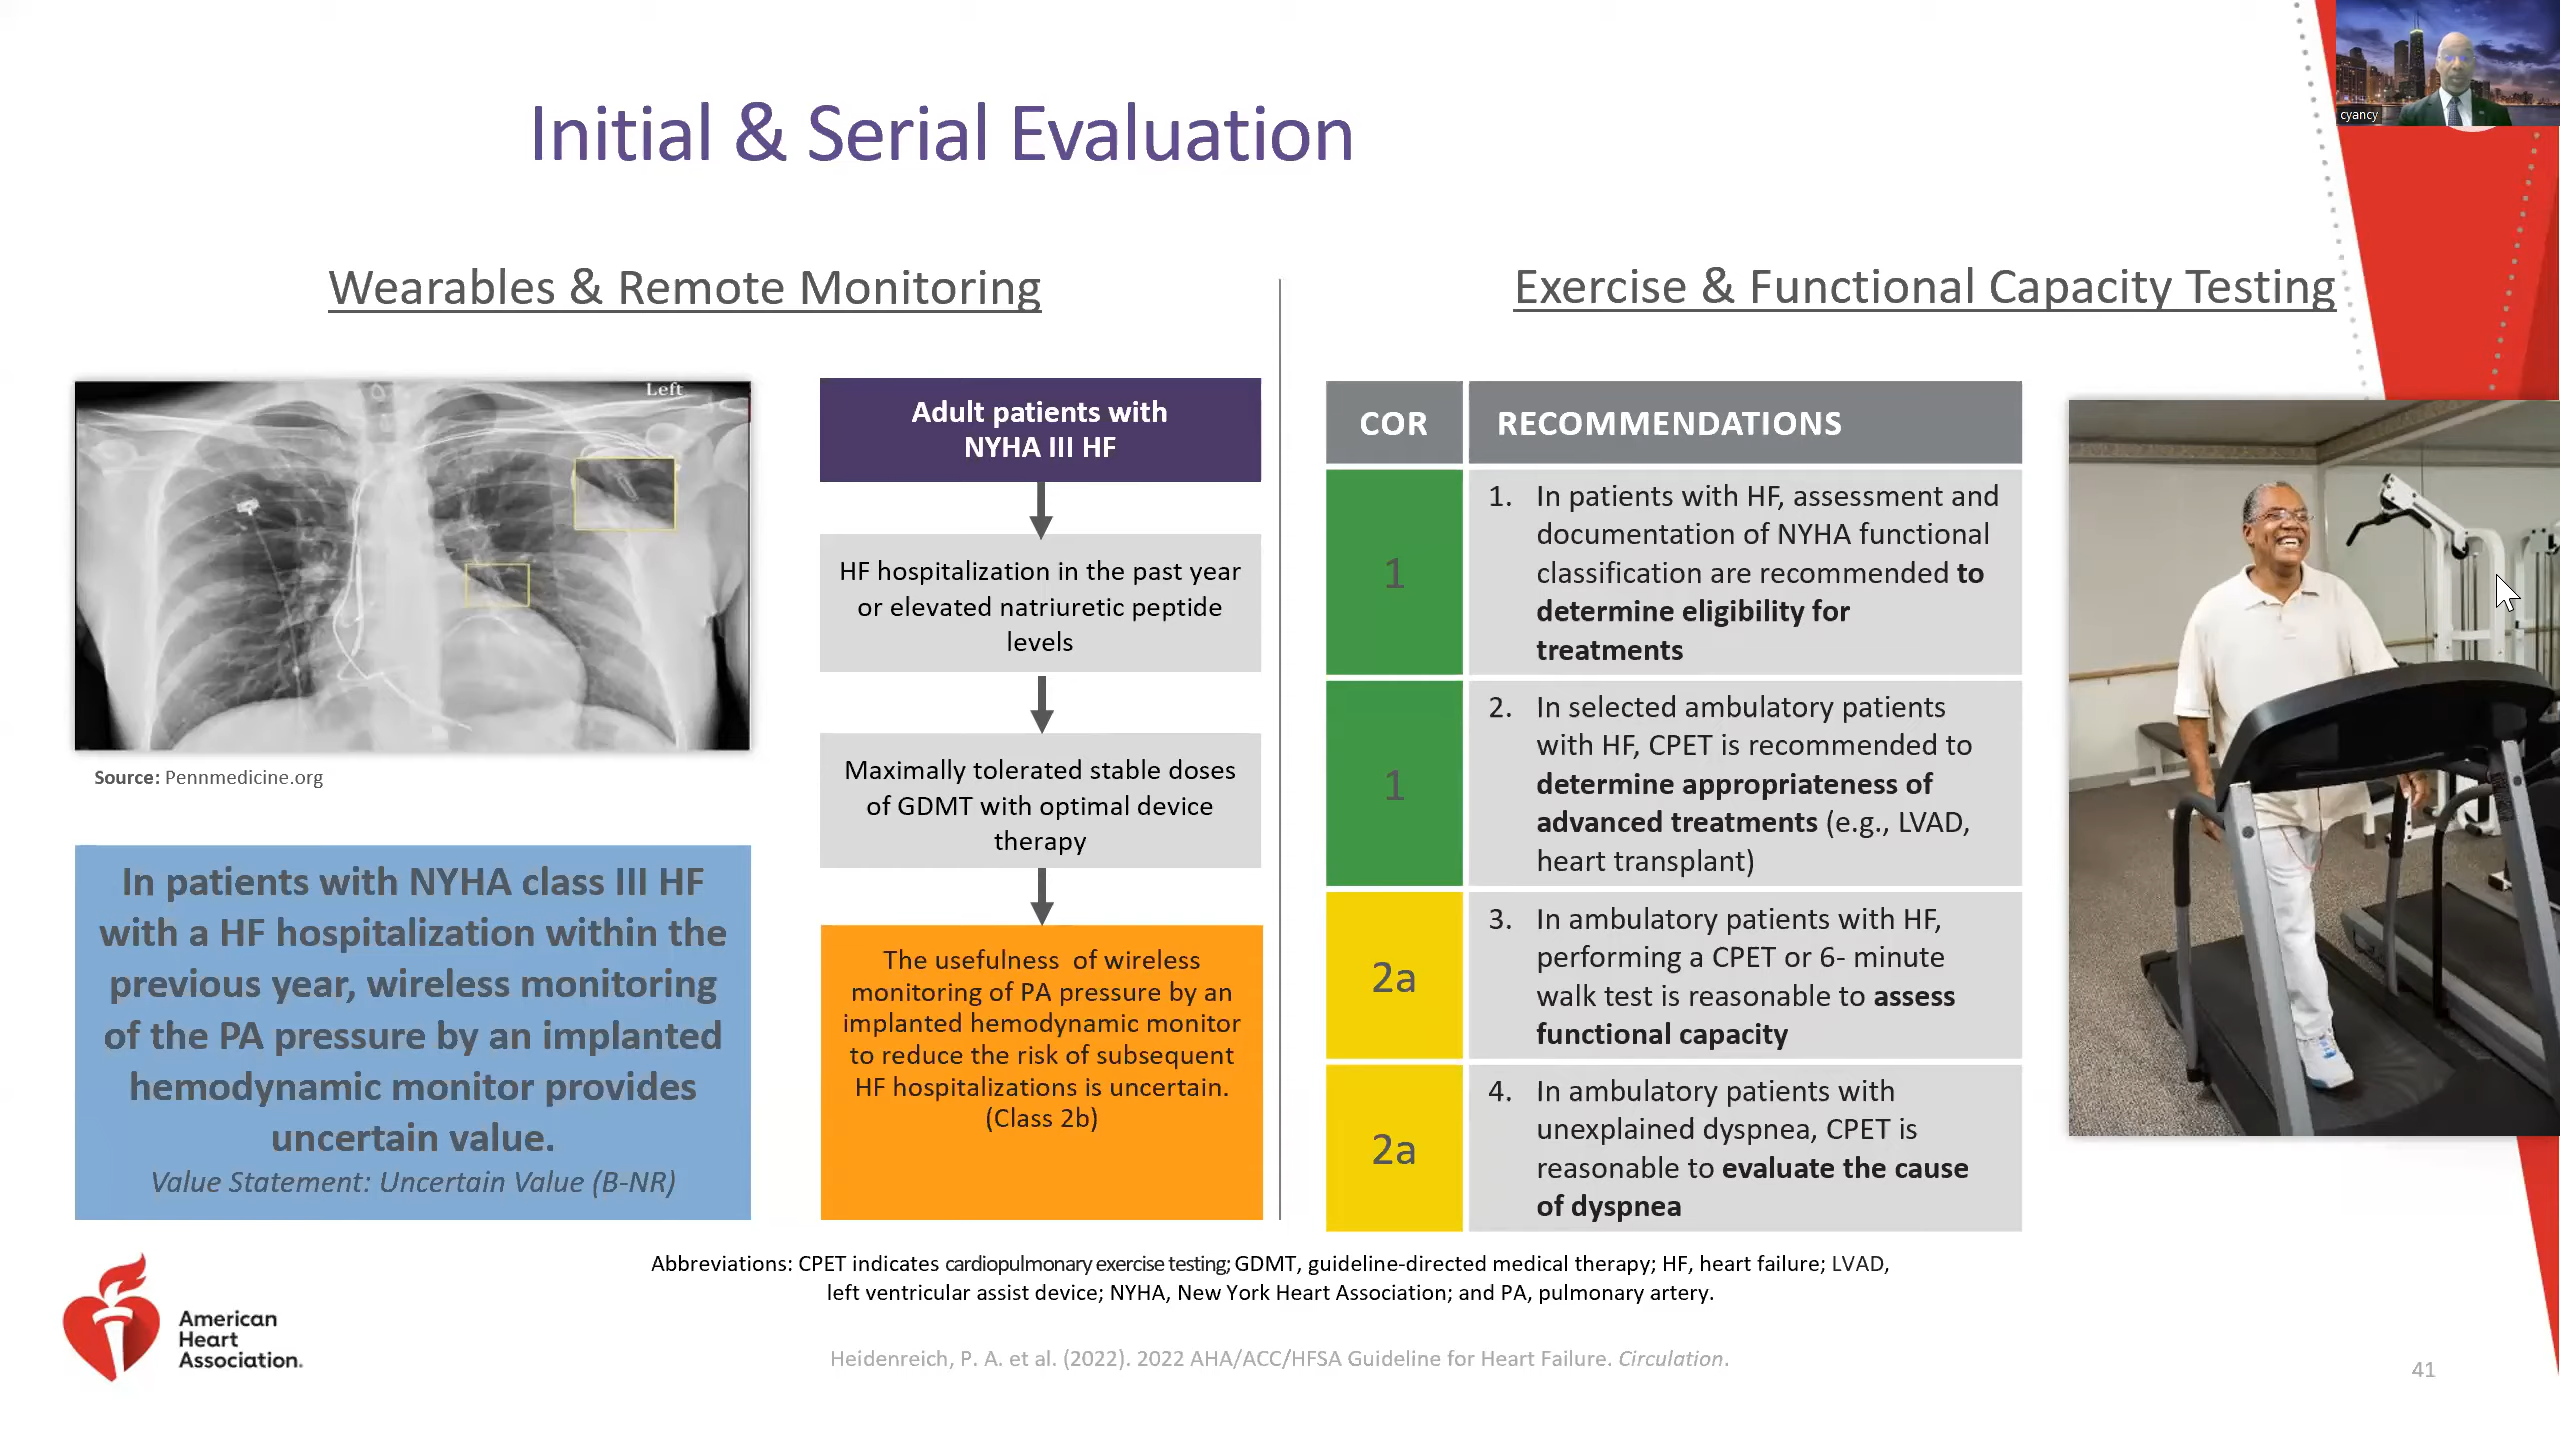 cyancy
Initial & Serial Evaluation
Wearables & Remote Monitoring
Left
Source: Pennmedicine.org
In patients with NYHA class III HF
with a HF hospitalization within the
previous year, wireless monitoring
of the PA pressure by an implanted
hemodynamic monitor provides
uncertain value.
Value Statement: Uncertain Value (B-NR)
Adult patients with
NYHA III HF
HF hospitalization in the past year
or elevated natriuretic peptide
levels
Maximally tolerated stable doses
of GDMT with optimal device
therapy
The usefulness of wireless
monitoring of PA pressure by an
implanted hemodynamic monitor
to reduce the risk of subsequent
HF hospitalizations is uncertain.
(Class 2b)
Exercise & Functional Capacity Testing
COR RECOMMENDATIONS
1
1. In patients with HF, assessment and
documentation of NYHA functional
classification are recommended to
determine eligibility for
treatments
1
2. In selected ambulatory patients
with HF, CPET is recommended to
determine appropriateness of
advanced treatments (e.g., LVAD,
heart transplant)
2a
3. In ambulatory patients with HF,
performing a CPET or 6- minute
walk test is reasonable to assess
functional capacity
2a
4. In ambulatory patients with
unexplained dyspnea, CPET is
reasonable to evaluate the cause
of dyspnea
Abbreviations: CPET indicates cardiopulmonary exercise testing; GDMT, guideline-directed medical therapy; HF, heart failure; LVAD,
left ventricular assist device; NYHA, New York Heart Association; and PA, pulmonary artery.
American
Heart
Association.
Heidenreich, P. A. et al. (2022). 2022 AHA/ACC/HFSA Guideline for Heart Failure. Circulation.
41